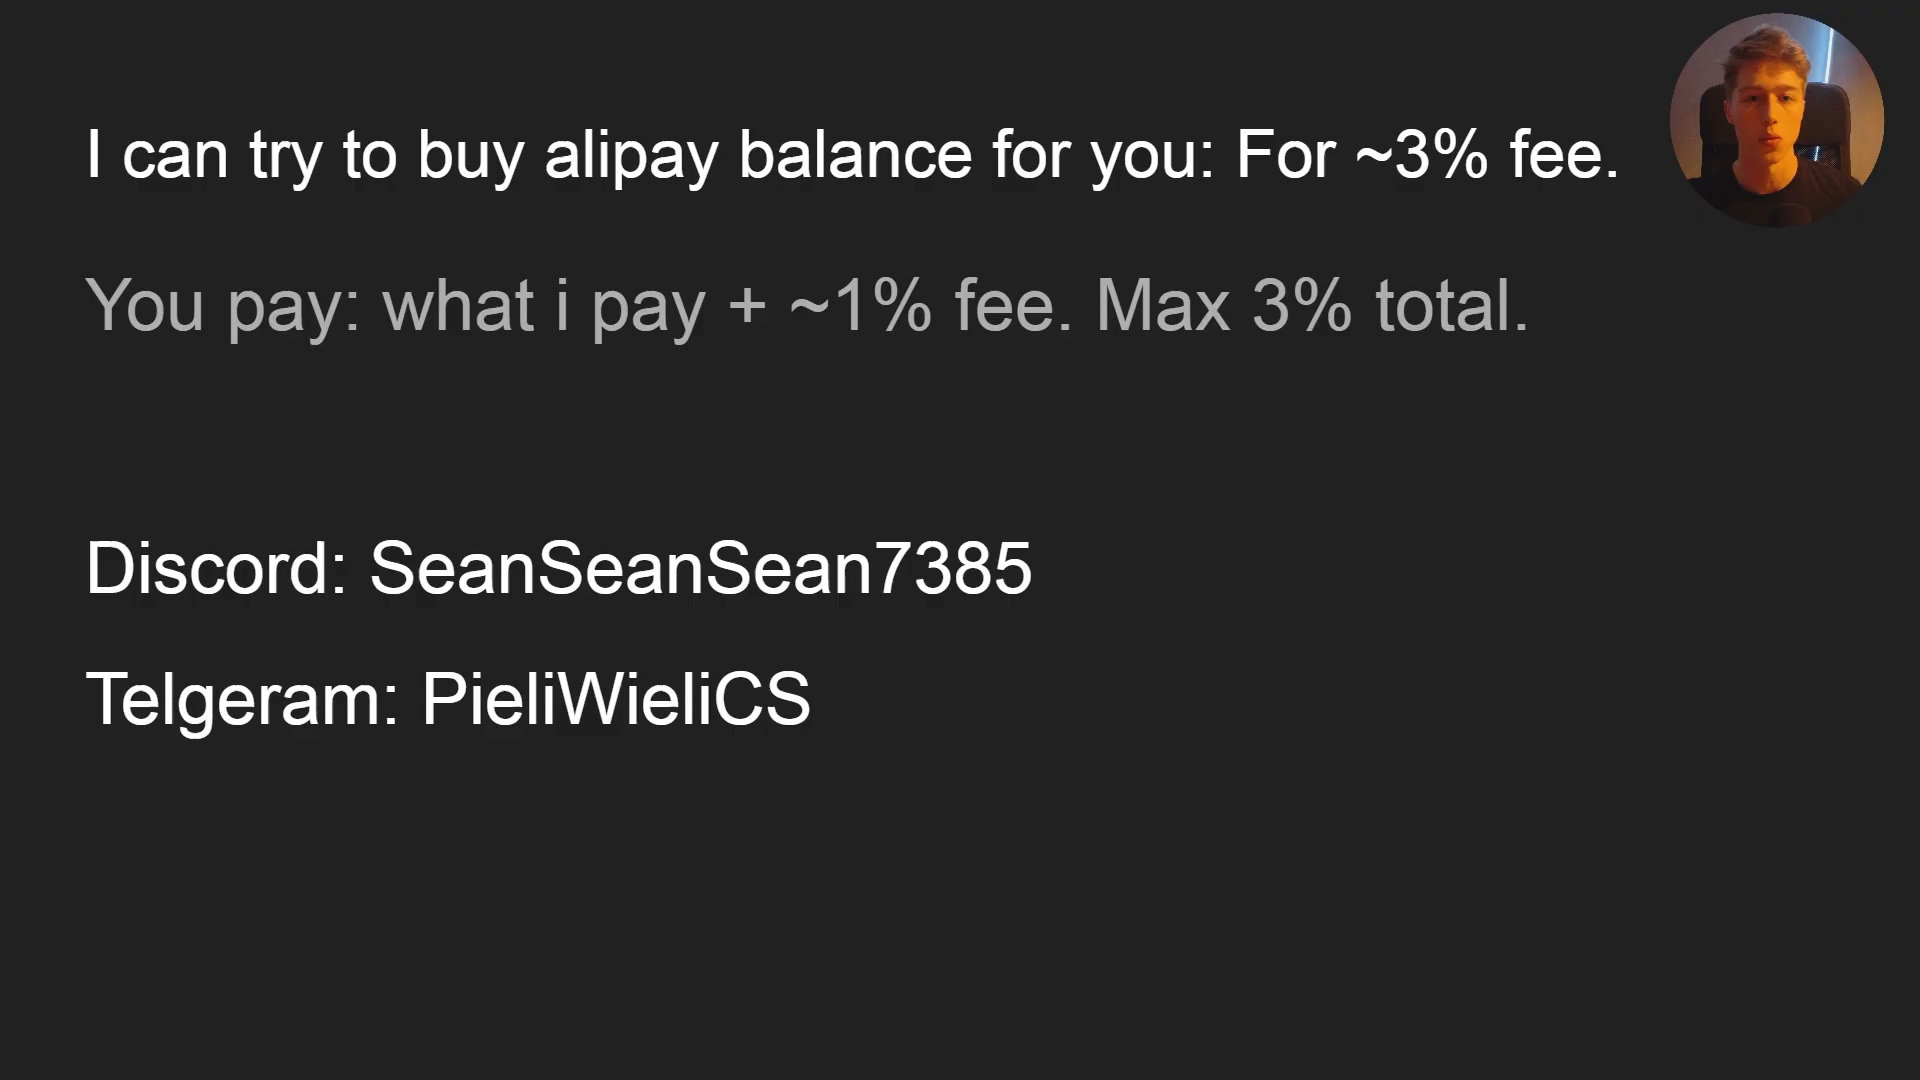 I can try to buy alipay balance for you: For ~3% fee.
You pay: what i pay + ~1% fee. Max 3% total.
Discord: SeanSeanSean7385
Telgeram: PieliWieliCS